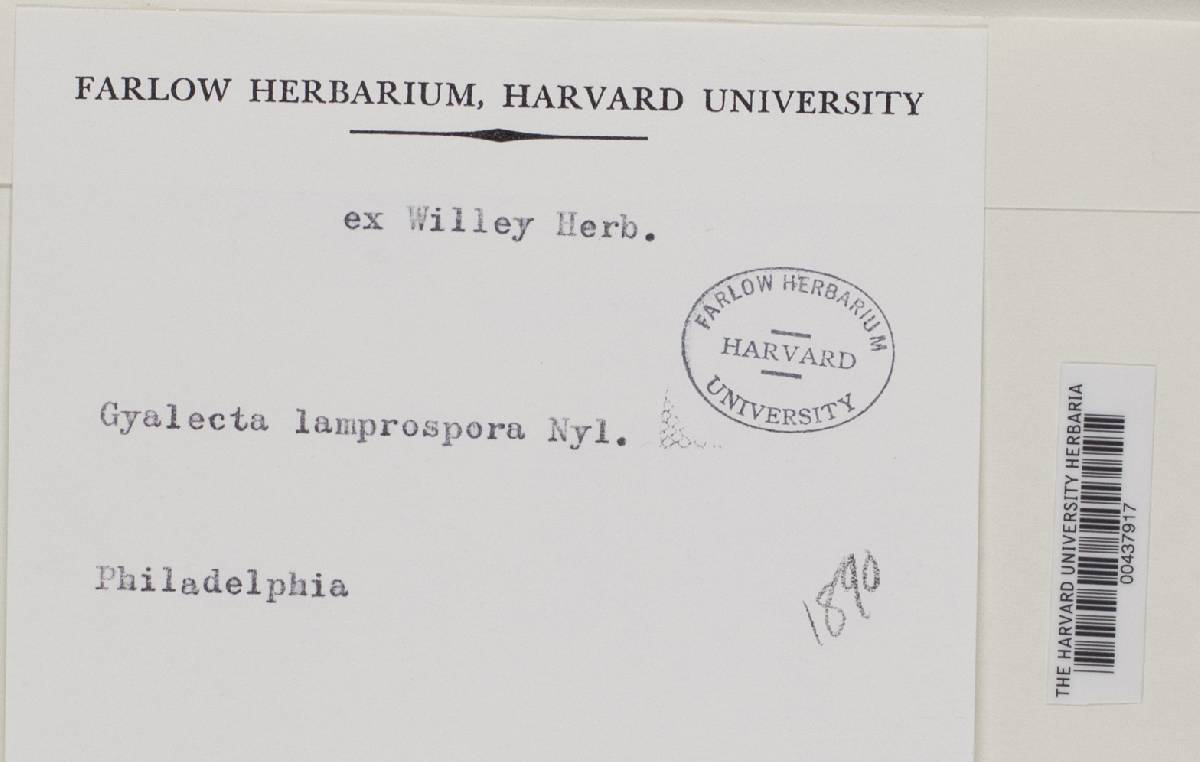 FARLOW HERBARIUM, HARVARD UNIVERSITY
ex Willey Herb.
FARLOW HERBARIUM
HARVARD
UNIVERSITY
Gyalecta lamprospora Nyl.
Philadelphia
1890
THE HARVARD UNIVERSITY HERBARIA
00437917